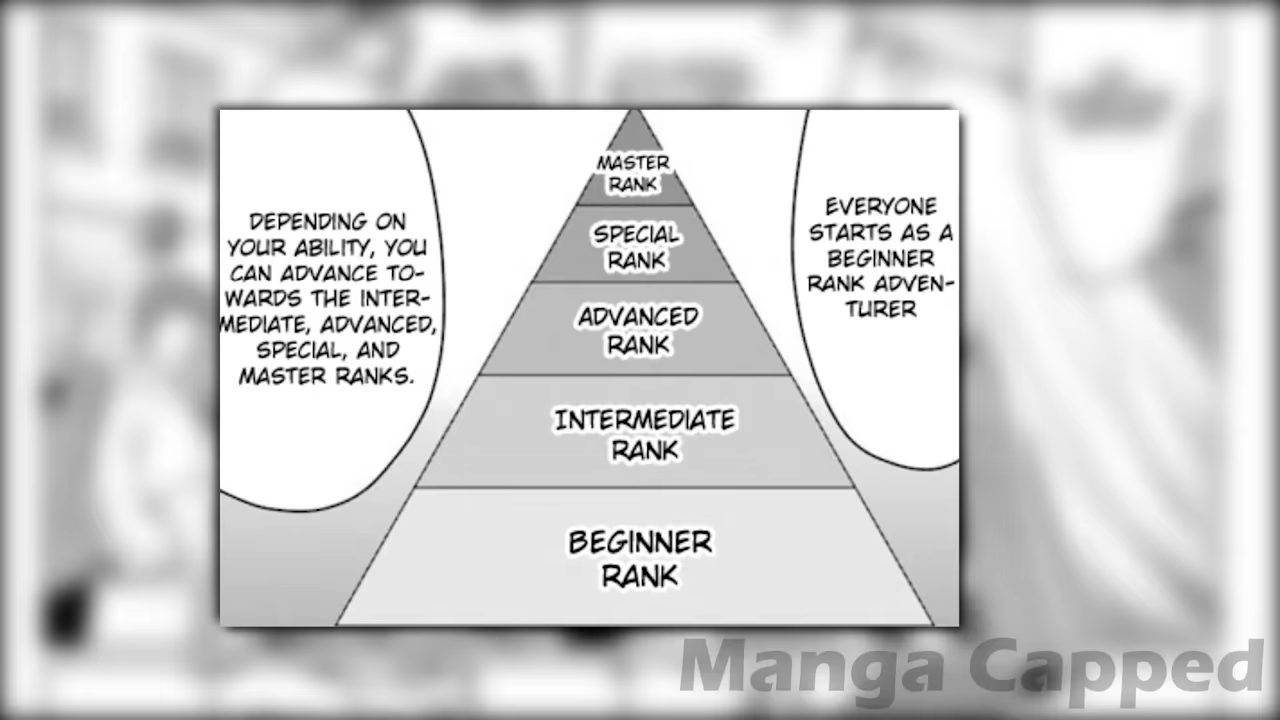 EVERYONE
STARTS AS A
BEGINNER
RANK ADVEN-
TURER
MASTER
RANK
SPECIAL
RANK
ADVANCED
RANK
INTERMEDIATE
RANK
BEGINNER
RANK
DEPENDING ON
YOUR ABILITY, YOU
CAN ADVANCE TO-
WARDS THE INTER-
MEDIATE, ADVANCED,
SPECIAL, AND
MASTER RANKS.
Manga Capped